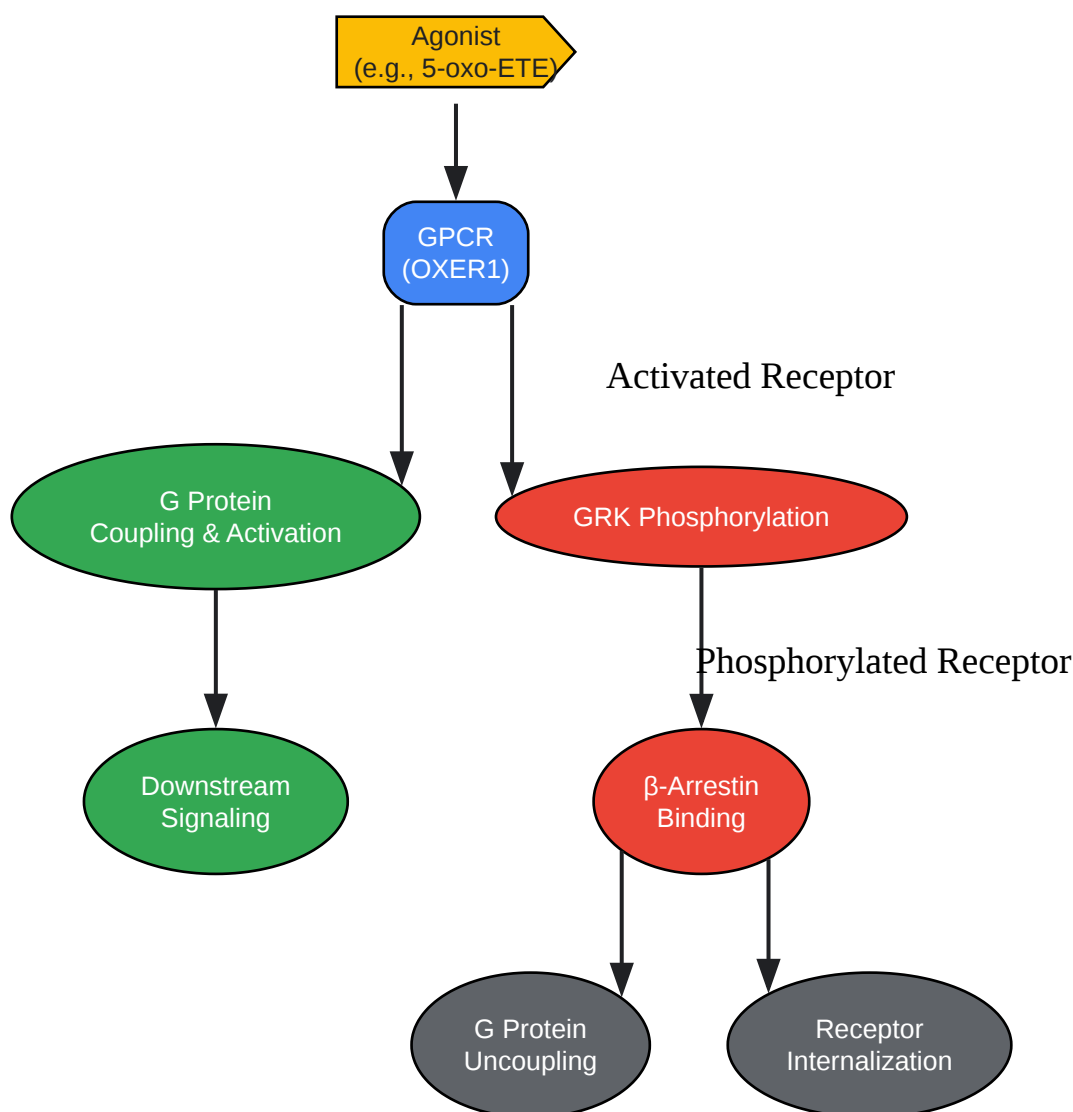 Agonist
(e.g., 5-oxo-ETE)
GPCR
(OXER1)
Activated Receptor
G Protein
Coupling & Activation
GRK Phosphorylation
Phosphorylated Receptor
Downstream
Signaling
β-Arrestin
Binding
G Protein
Uncoupling
Receptor
Internalization